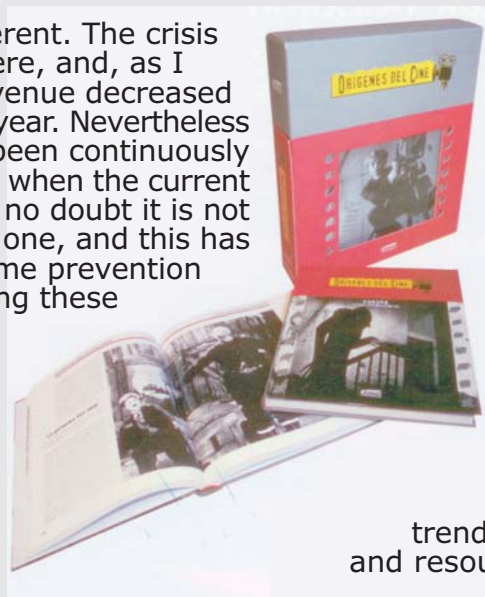 erent. The crisis
ere, and, as I
venue decreased
year. Nevertheless
been continuously
when the current
no doubt it is not
one, and this has
me prevention
ng these
ORIGENES DEL CINE
ORIGENES DEL CINE
EUROPA
trend
and resou